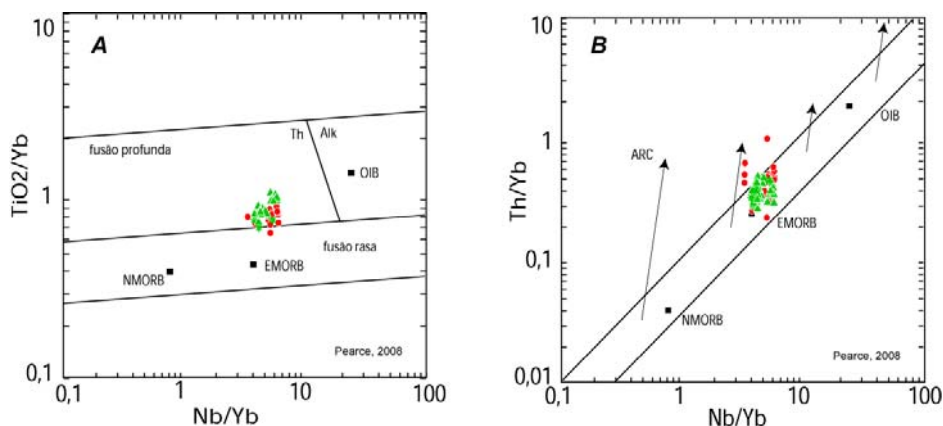 10
A
TiO2/Yb
fusão profunda
Th
Alk
OIB
1
fusão rasa
NMORB
EMORB
Pearce, 2008
0,1
0,1
1
10
100
Nb/Yb
10
B
Th/Yb
ARC
OIB
1
EMORB
0,1
NMORB
Pearce, 2008
0,01
0,1
1
10
100
Nb/Yb